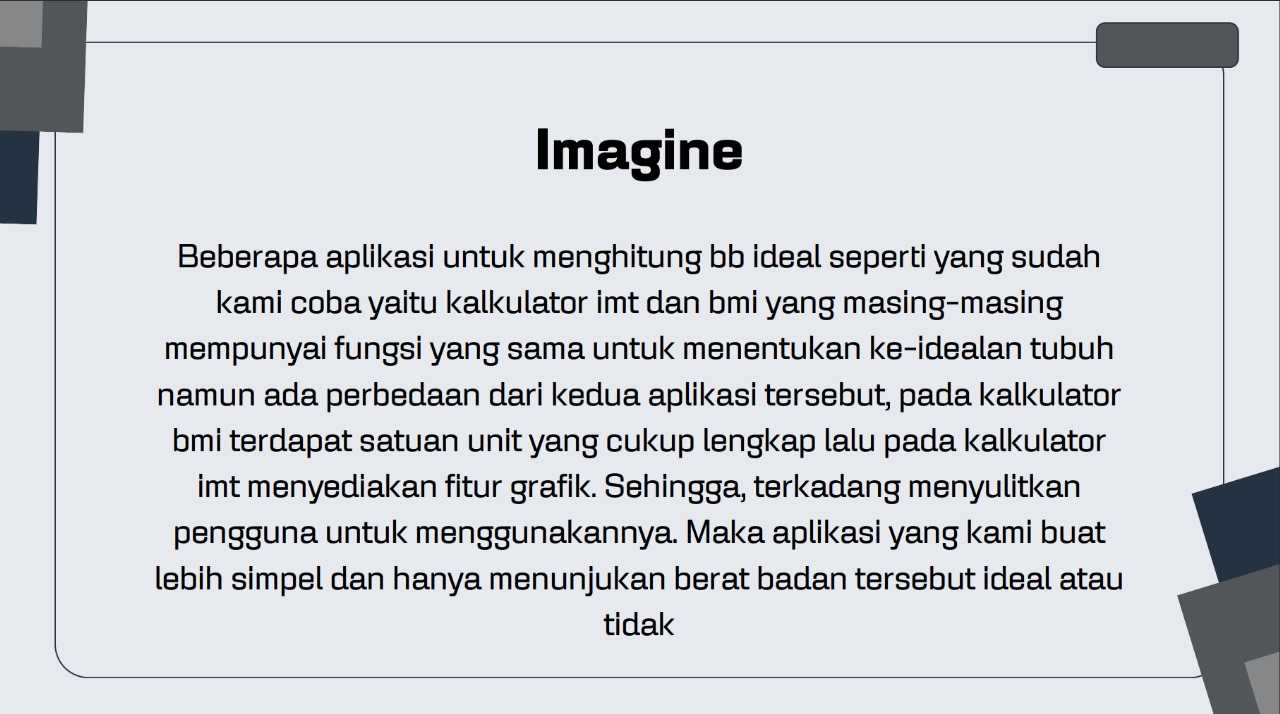 Imagine
Beberapa aplikasi untuk menghitung bb ideal seperti yang sudah
kami coba yaitu kalkulator imt dan bmi yang masing-masing
mempunyai fungsi yang sama untuk menentukan ke-idealan tubuh
namun ada perbedaan dari kedua aplikasi tersebut, pada kalkulator
bmi terdapat satuan unit yang cukup lengkap lalu pada kalkulator
imt menyediakan fitur grafik. Sehingga, terkadang menyulitkan
pengguna untuk menggunakannya. Maka aplikasi yang kami buat
lebih simpel dan hanya menunjukan berat badan tersebut ideal atau
tidak